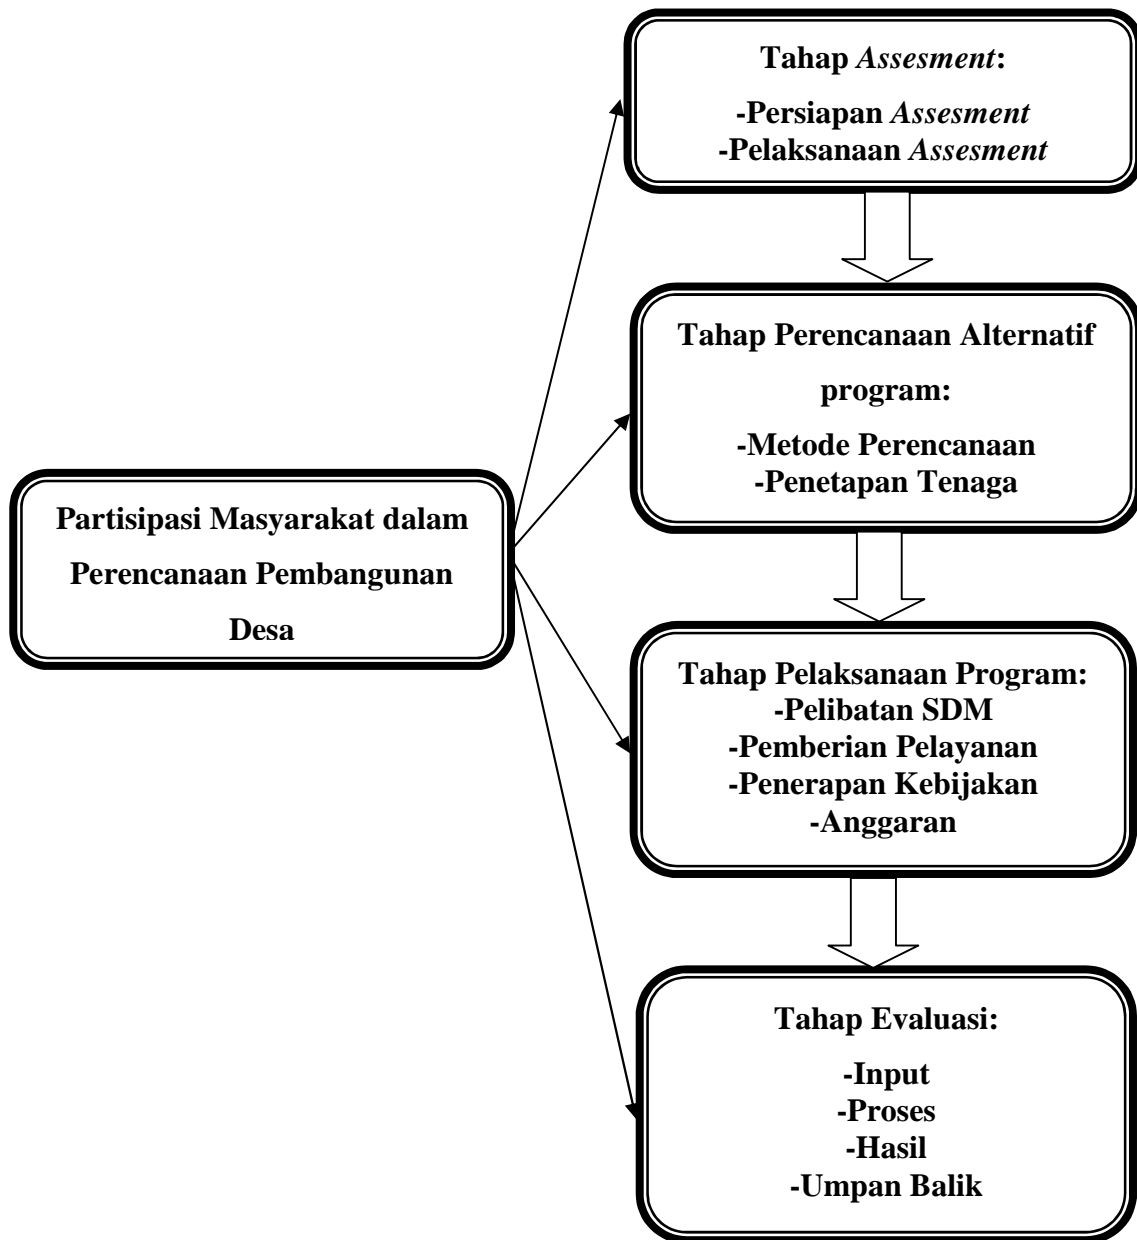 Tahap Assesment:
-Persiapan Assesment
-Pelaksanaan Assesment
Tahap Perencanaan Alternatif
program:
-Metode Perencanaan
-Penetapan Tenaga
Partisipasi Masyarakat dalam
Perencanaan Pembangunan
Desa
Tahap Pelaksanaan Program:
-Pelibatan SDM
-Pemberian Pelayanan
-Penerapan Kebijakan
-Anggaran
Tahap Evaluasi:
-Input
-Proses
-Hasil
-Umpan Balik